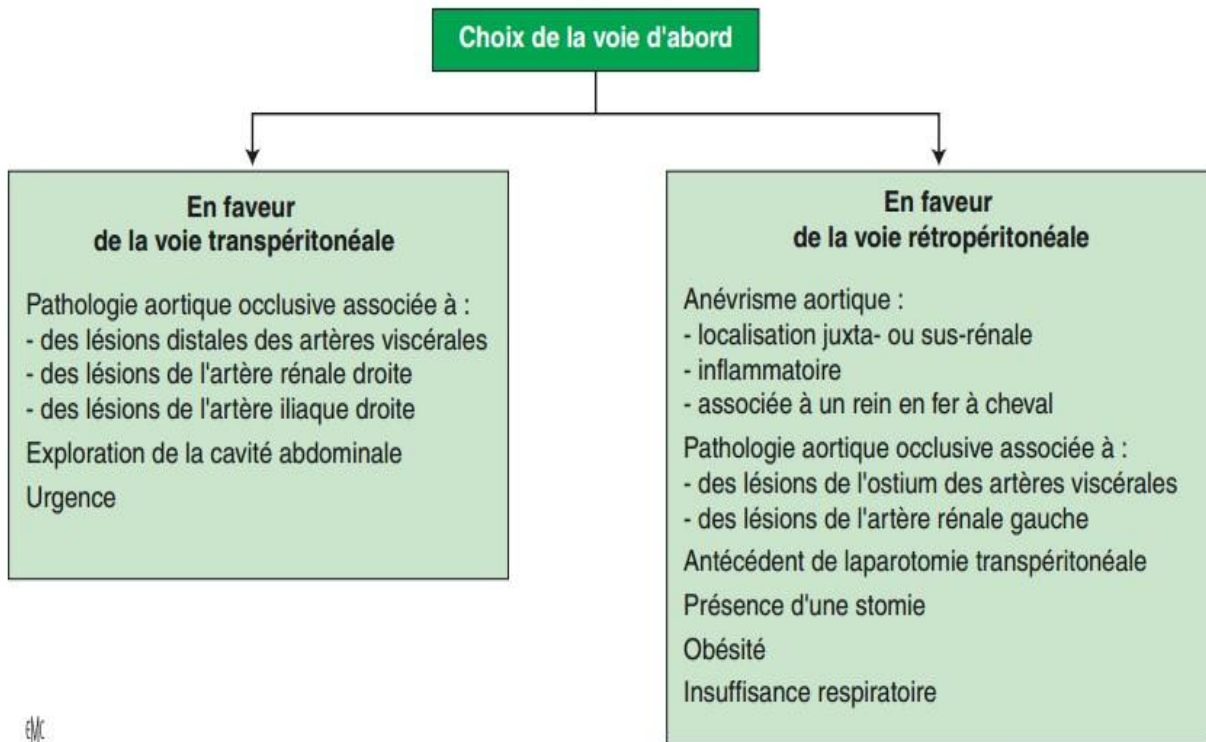 Choix de la voie d'abord
En faveur
de la voie transpéritonéale
Pathologie aortique occlusive associée à :
- des lésions distales des artères viscérales
- des lésions de l'artère rénale droite
- des lésions de l'artère iliaque droite
Exploration de la cavité abdominale
Urgence
En faveur
de la voie rétropéritonéale
Anévrisme aortique :
- localisation juxta- ou sus-rénale
- inflammatoire
- associée à un rein en fer à cheval
Pathologie aortique occlusive associée à :
- des lésions de l'ostium des artères viscérales
- des lésions de l'artère rénale gauche
Antécédent de laparotomie transpéritonéale
Présence d'une stomie
Obésité
Insuffisance respiratoire
EMC